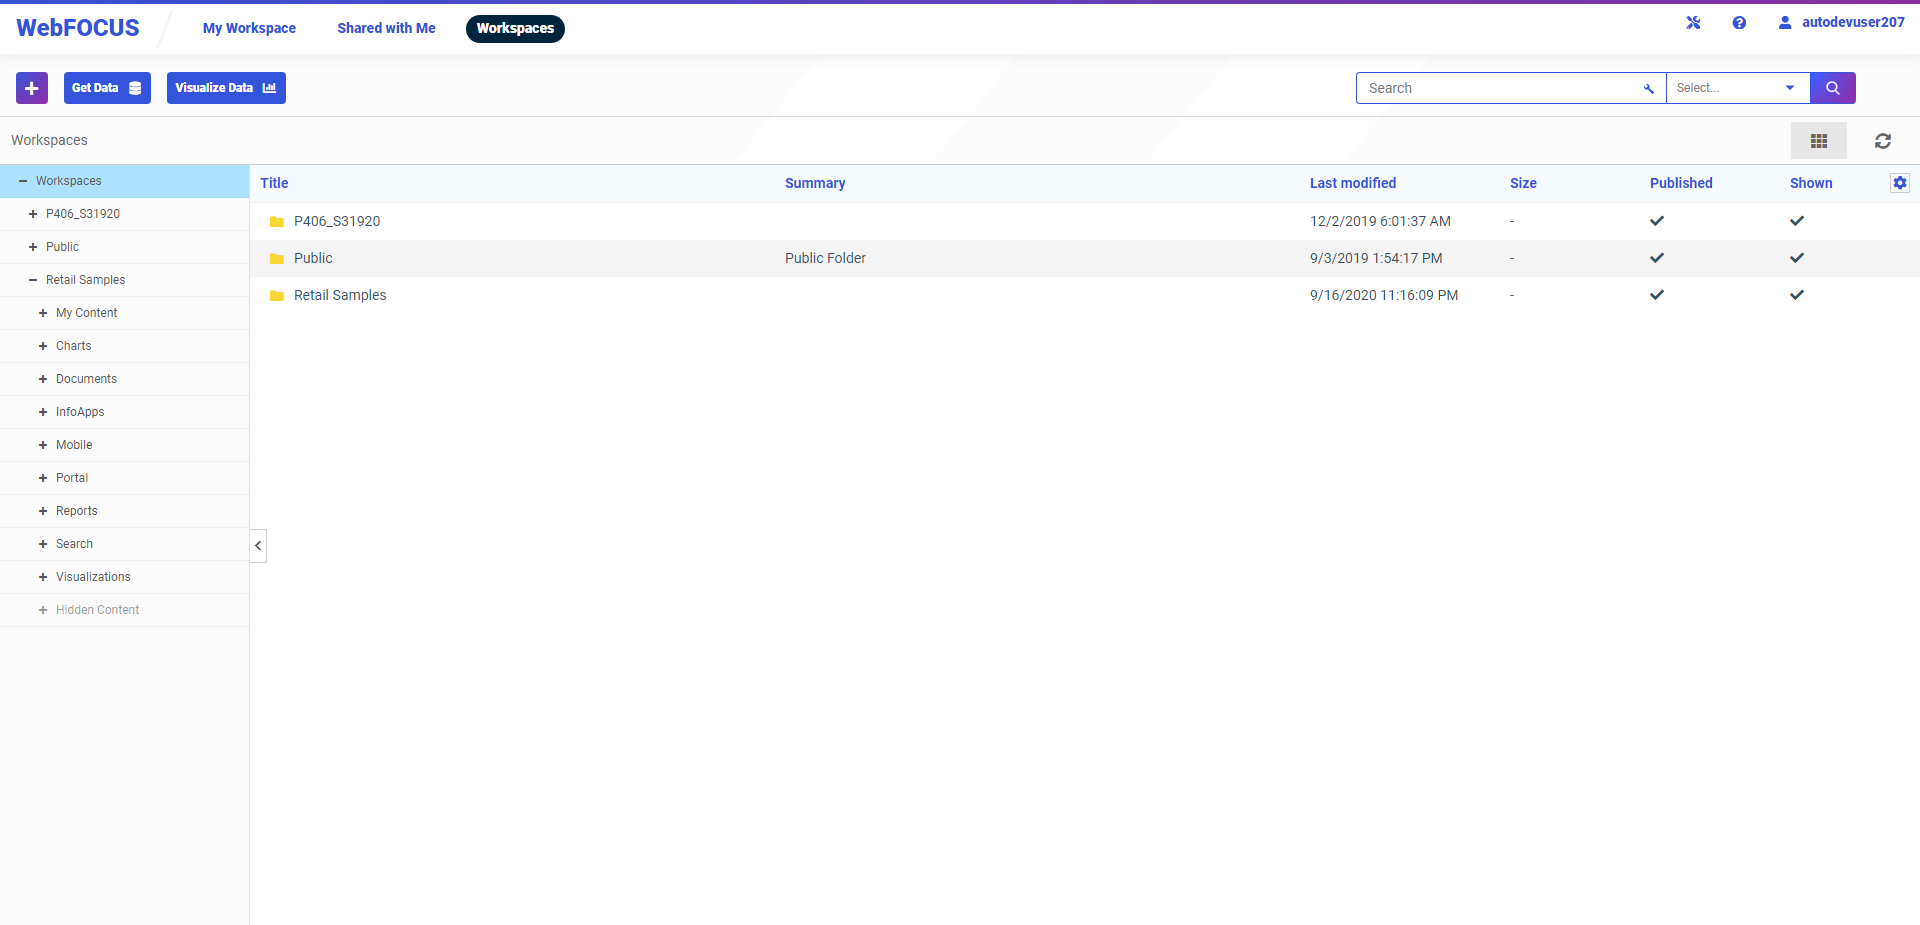 WebFOCUS
My Workspace
Shared with Me
Workspaces
autodevuser207
Get Data
Visualize Data
Search
Select...
Workspaces
Workspaces
P406_S31920
Public
Retail Samples
My Content
Charts
Documents
InfoApps
Mobile
Portal
Reports
Search
Visualizations
Hidden Content
Title Summary Last modified Size Published Shown
P406_S31920 12/2/2019 6:01:37 AM -
Public Public Folder 9/3/2019 1:54:17 PM -
Retail Samples 9/16/2020 11:16:09 PM -